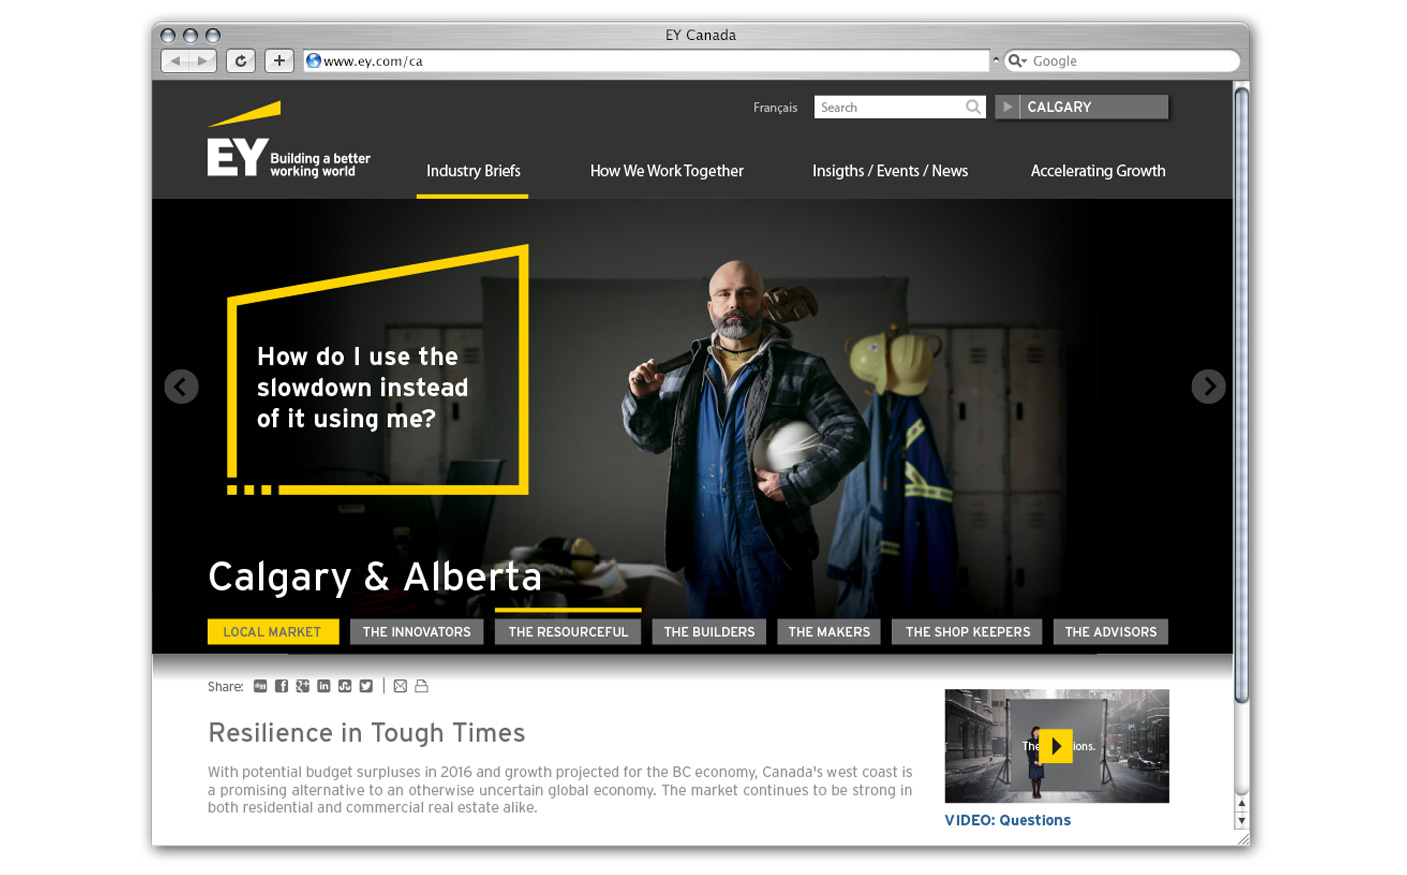 EY Canada
www.ey.com/ca
Google
Français
Search
CALGARY
EY Building a better
working world
Industry Briefs
How We Work Together
Insigths / Events / News
Accelerating Growth
How do I use the
slowdown instead
of it using me?
Calgary & Alberta
LOCAL MARKET
THE INNOVATORS
THE RESOURCEFUL
THE BUILDERS
THE MAKERS
THE SHOP KEEPERS
THE ADVISORS
Share:
Resilience in Tough Times
With potential budget surpluses in 2016 and growth projected for the BC economy, Canada's west coast is
a promising alternative to an otherwise uncertain global economy. The market continues to be strong in
both residential and commercial real estate alike.
VIDEO: Questions